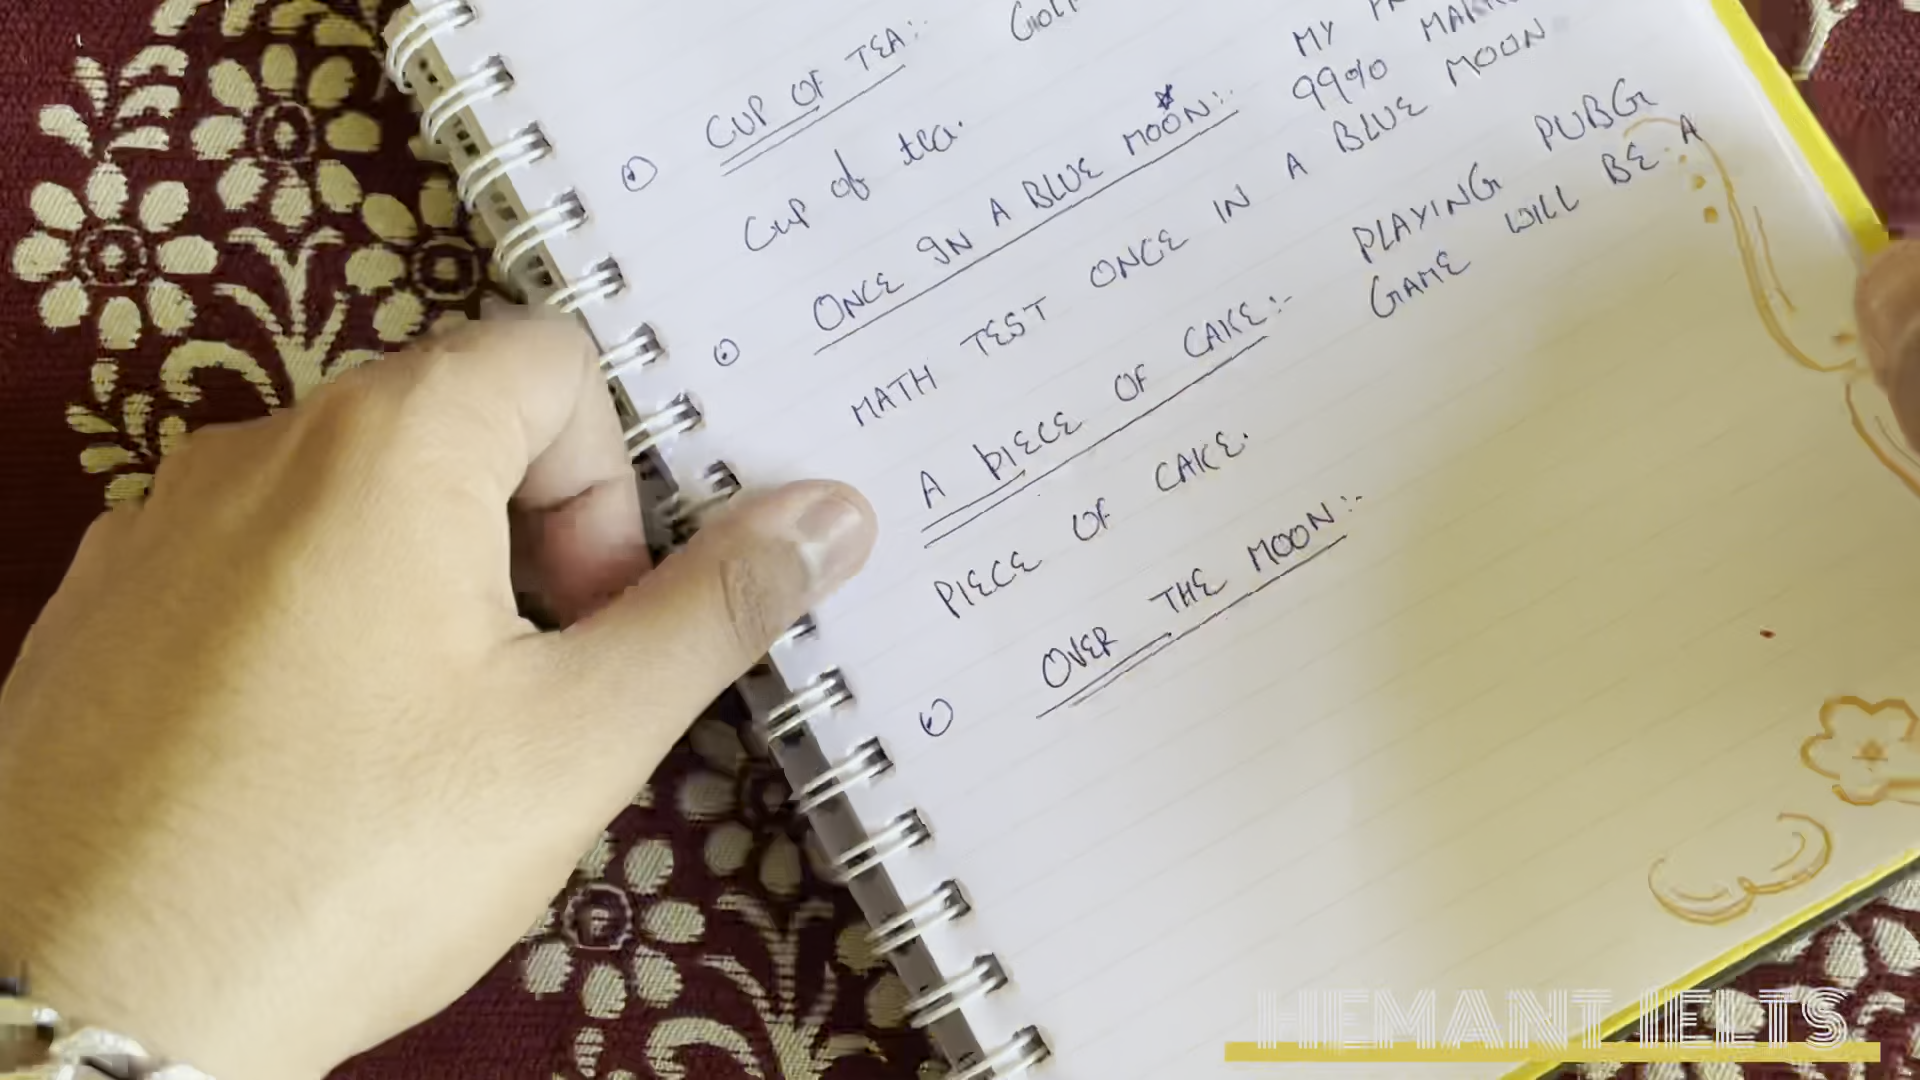 CUP OF TEA:-
Cup of tea.
ONCE IN A BLUE MOON:- MY
99% 
MATH TEST ONCE IN A BLUE MOON
A PIECE OF CAKE:- PLAYING PUBG
GAME WILL BE A
PIECE OF CAKE.
OVER THE MOON:-
HEMANT IELTS